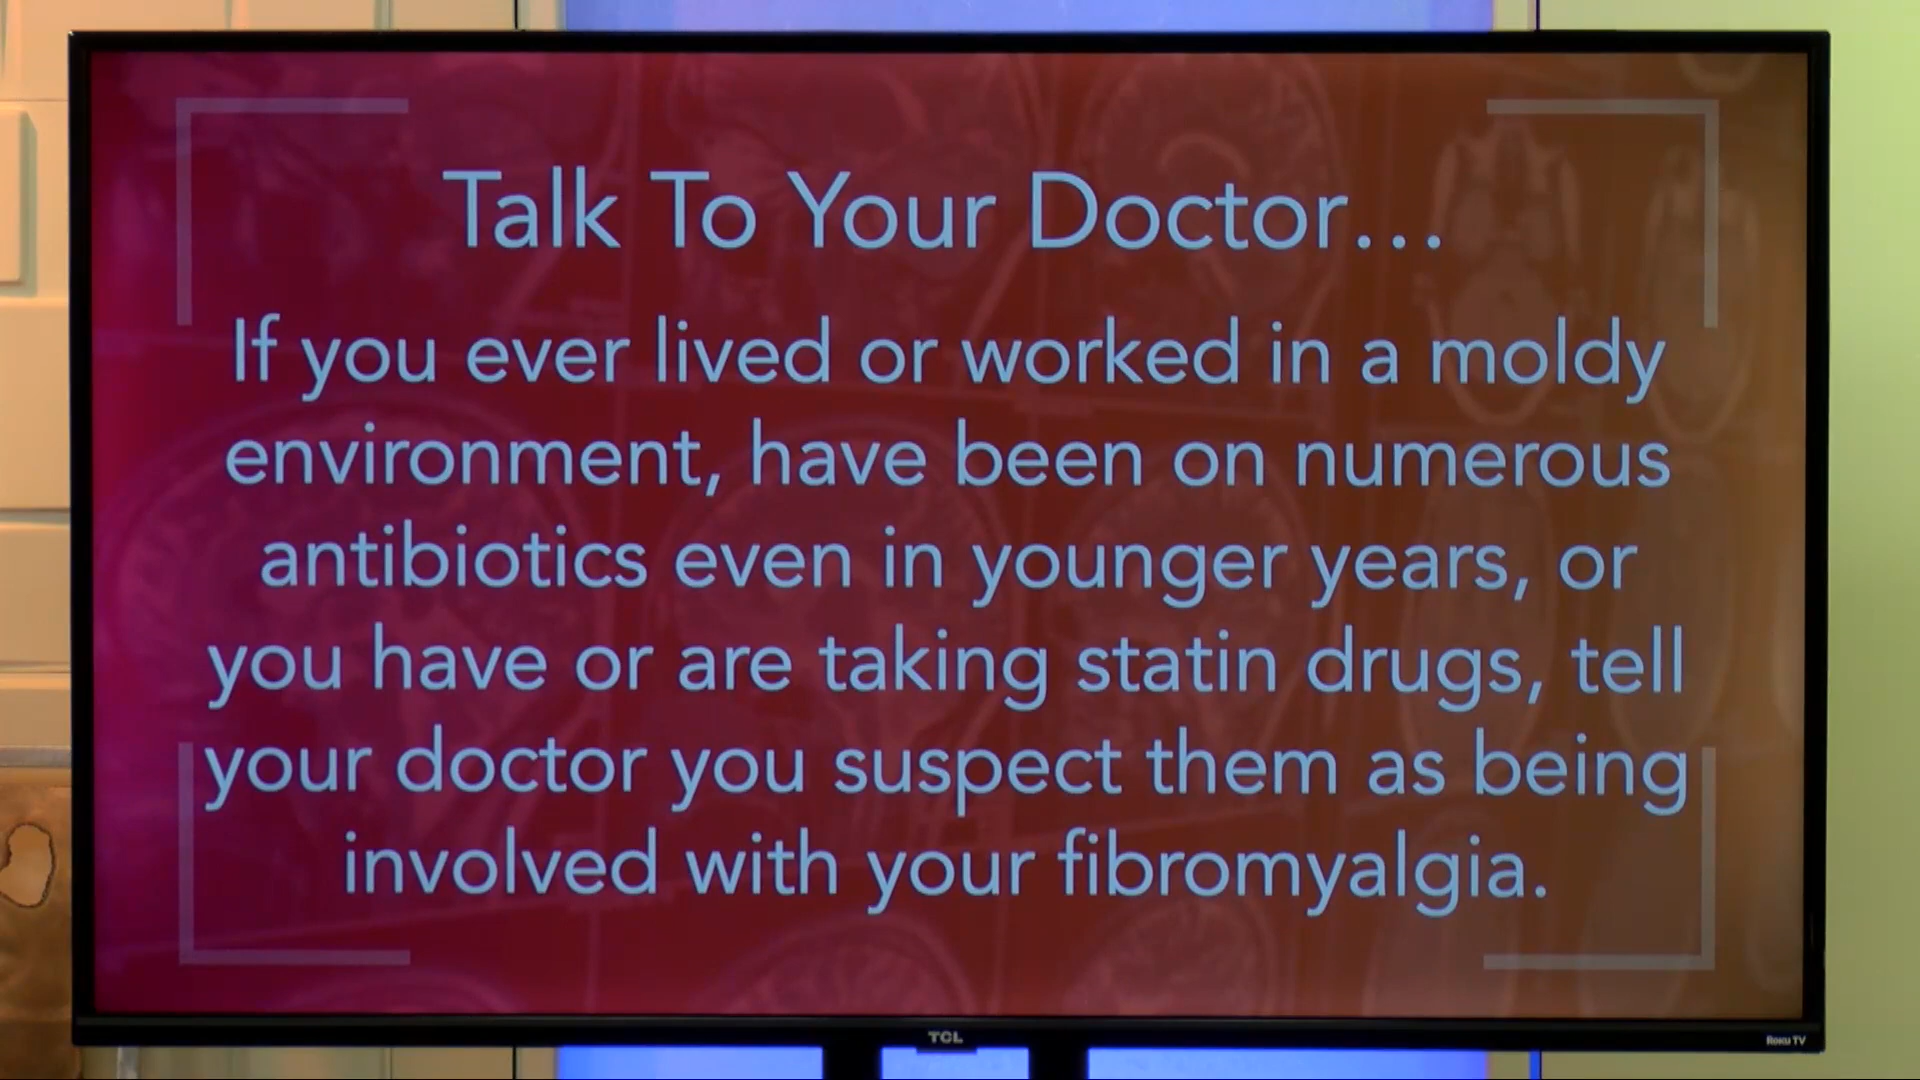 Talk To Your Doctor...
If you ever lived or worked in a moldy
environment, have been on numerous
antibiotics even in younger years, or
you have or are taking statin drugs, tell
your doctor you suspect them as being
involved with your fibromyalgia.
TCL
Roku TV